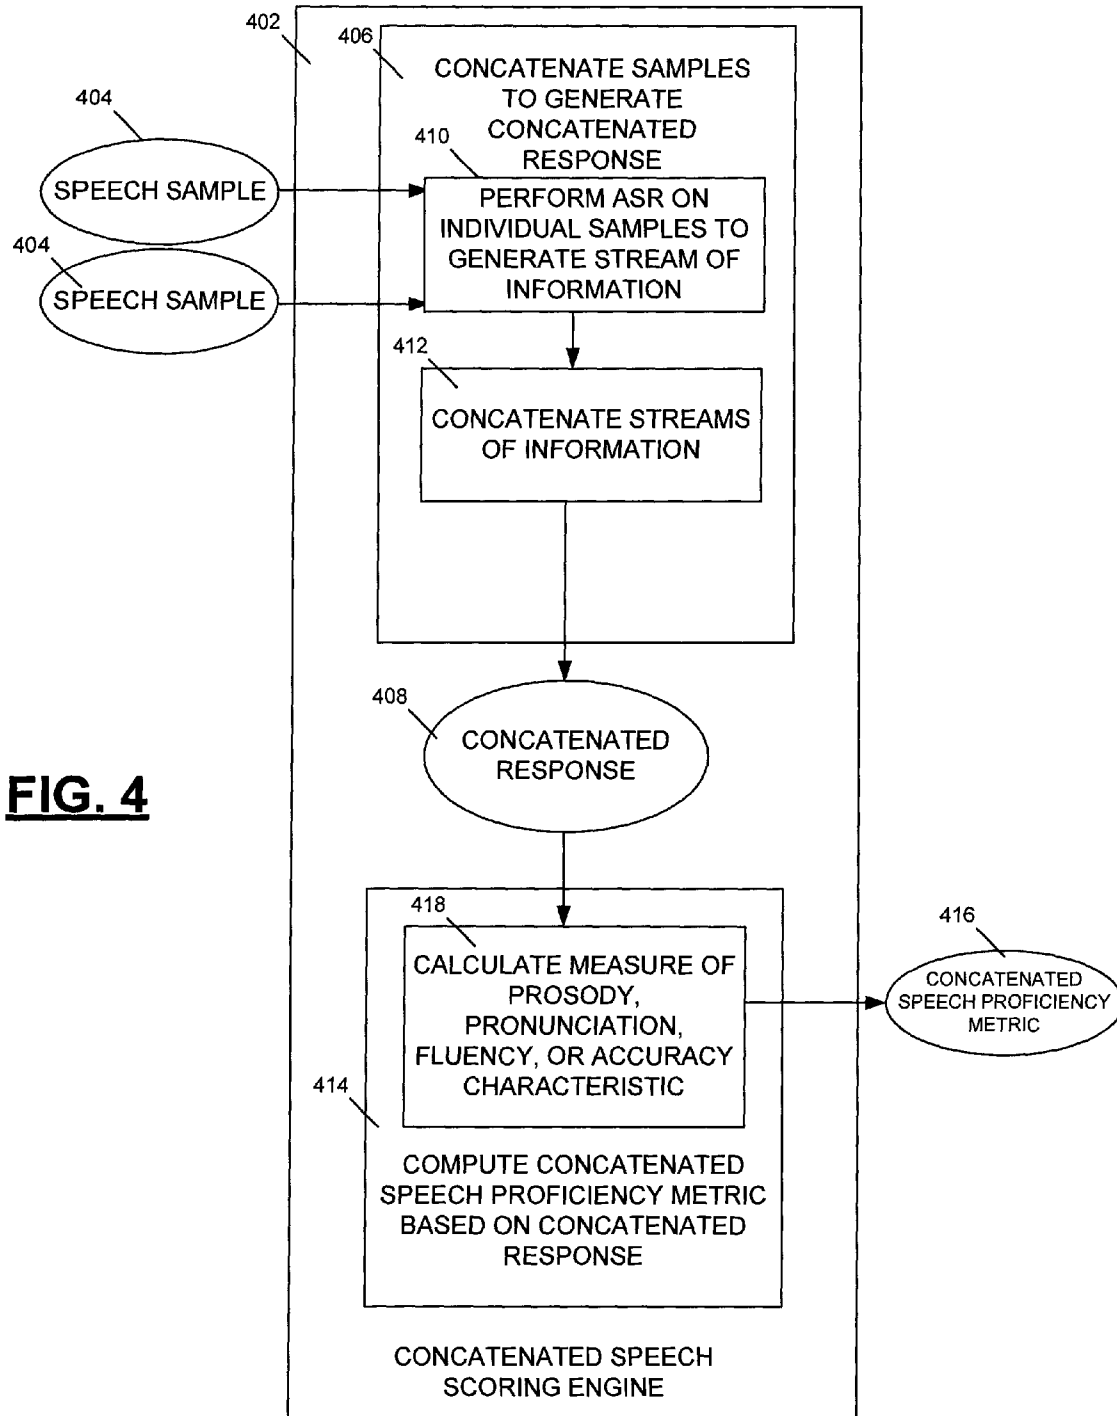 402
406
CONCATENATE SAMPLES
TO GENERATE
CONCATENATED
RESPONSE
404
SPEECH SAMPLE
404
SPEECH SAMPLE
410
PERFORM ASR ON
INDIVIDUAL SAMPLES TO
GENERATE STREAM OF
INFORMATION
412
CONCATENATE STREAMS
OF INFORMATION
408
CONCATENATED
RESPONSE
FIG. 4
418
CALCULATE MEASURE OF
PROSODY,
PRONUNCIATION,
FLUENCY, OR ACCURACY
CHARACTERISTIC
416
CONCATENATED
SPEECH PROFICIENCY
METRIC
414
COMPUTE CONCATENATED
SPEECH PROFICIENCY METRIC
BASED ON CONCATENATED
RESPONSE
CONCATENATED SPEECH
SCORING ENGINE